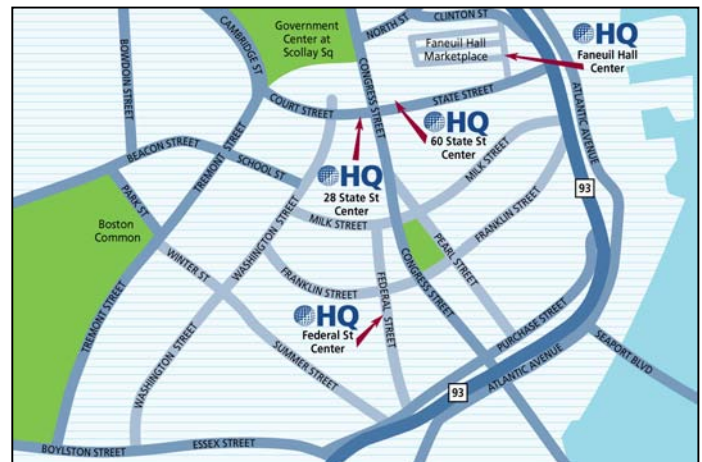 BOWDOIN STREET
CAMBRIDGE ST
Government
Center at
Scollay Sq
NORTH ST
CLINTON ST
Faneuil Hall
Marketplace
HQ
Faneuil Hall
Center
CONGRESS STREET
ATLANTIC AVENUE
COURT STREET
STATE STREET
HQ
60 State St
Center
BEACON STREET
TREMONT STREET
SCHOOL ST
HQ
28 State St
Center
MILK STREET
93
PARK ST
Boston
Common
WASHINGTON STREET
MILK STREET
FRANKLIN STREET
PEARL STREET
WINTER ST
FRANKLIN STREET
FEDERAL STREET
CONGRESS STREET
HQ
Federal St
Center
TREMONT STREET
WASHINGTON STREET
SUMMER STREET
PURCHASE STREET
ATLANTIC AVENUE
SEAPORT BLVD
93
BOYLSTON STREET
ESSEX STREET